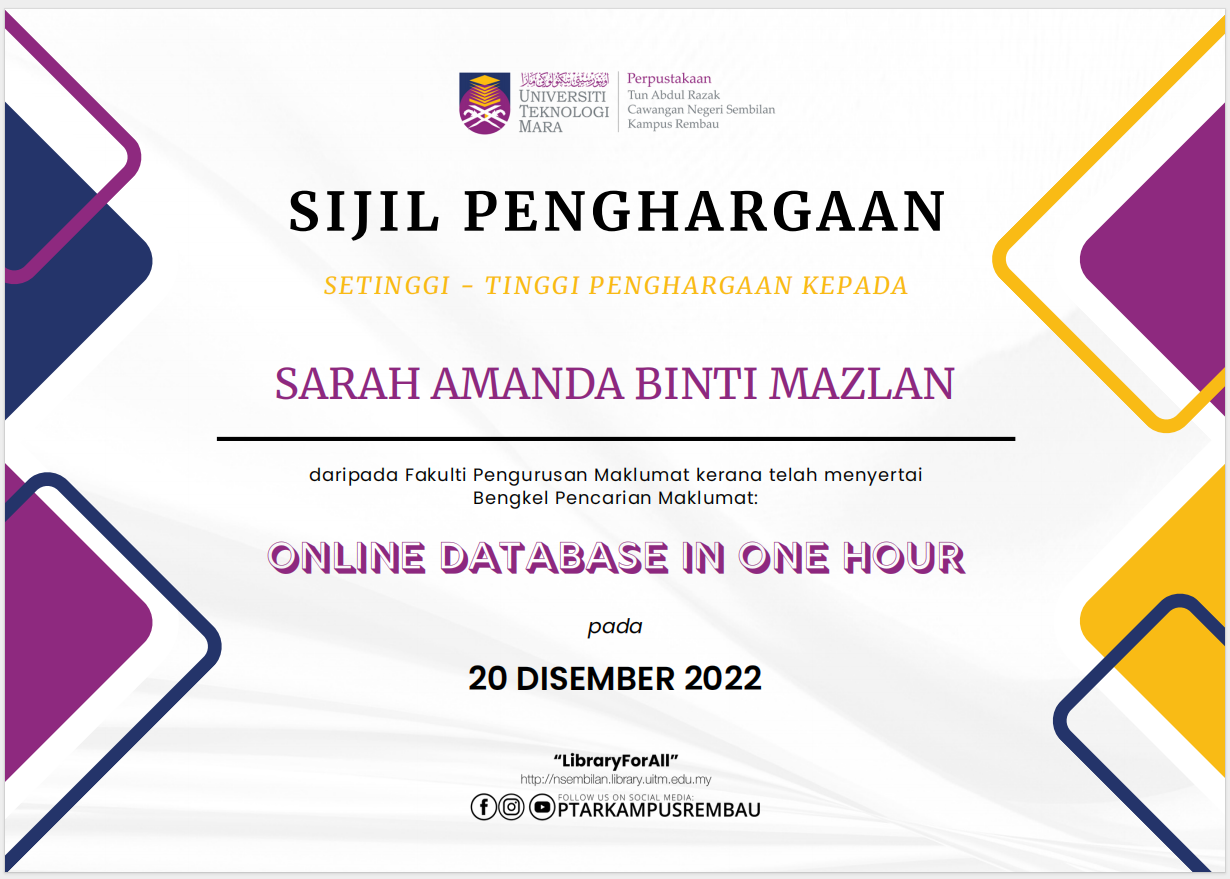 UNIVERSITI
TEKNOLOGI
MARA
Perpustakaan
Tun Abdul Razak
Cawangan Negeri Sembilan
Kampus Rembau
SIJIL PENGHARGAAN
SETINGGI - TINGGI PENGHARGAAN KEPADA
SARAH AMANDA BINTI MAZLAN
daripada Fakulti Pengurusan Maklumat kerana telah menyertai
Bengkel Pencarian Maklumat:
ONLINE DATABASE IN ONE HOUR
pada
20 DISEMBER 2022
“LibraryForAll”
http://nsembilan.library.uitm.edu.my
FOLLOW US ON SOCIAL MEDIA:
PTARKAMPUSREMBAU